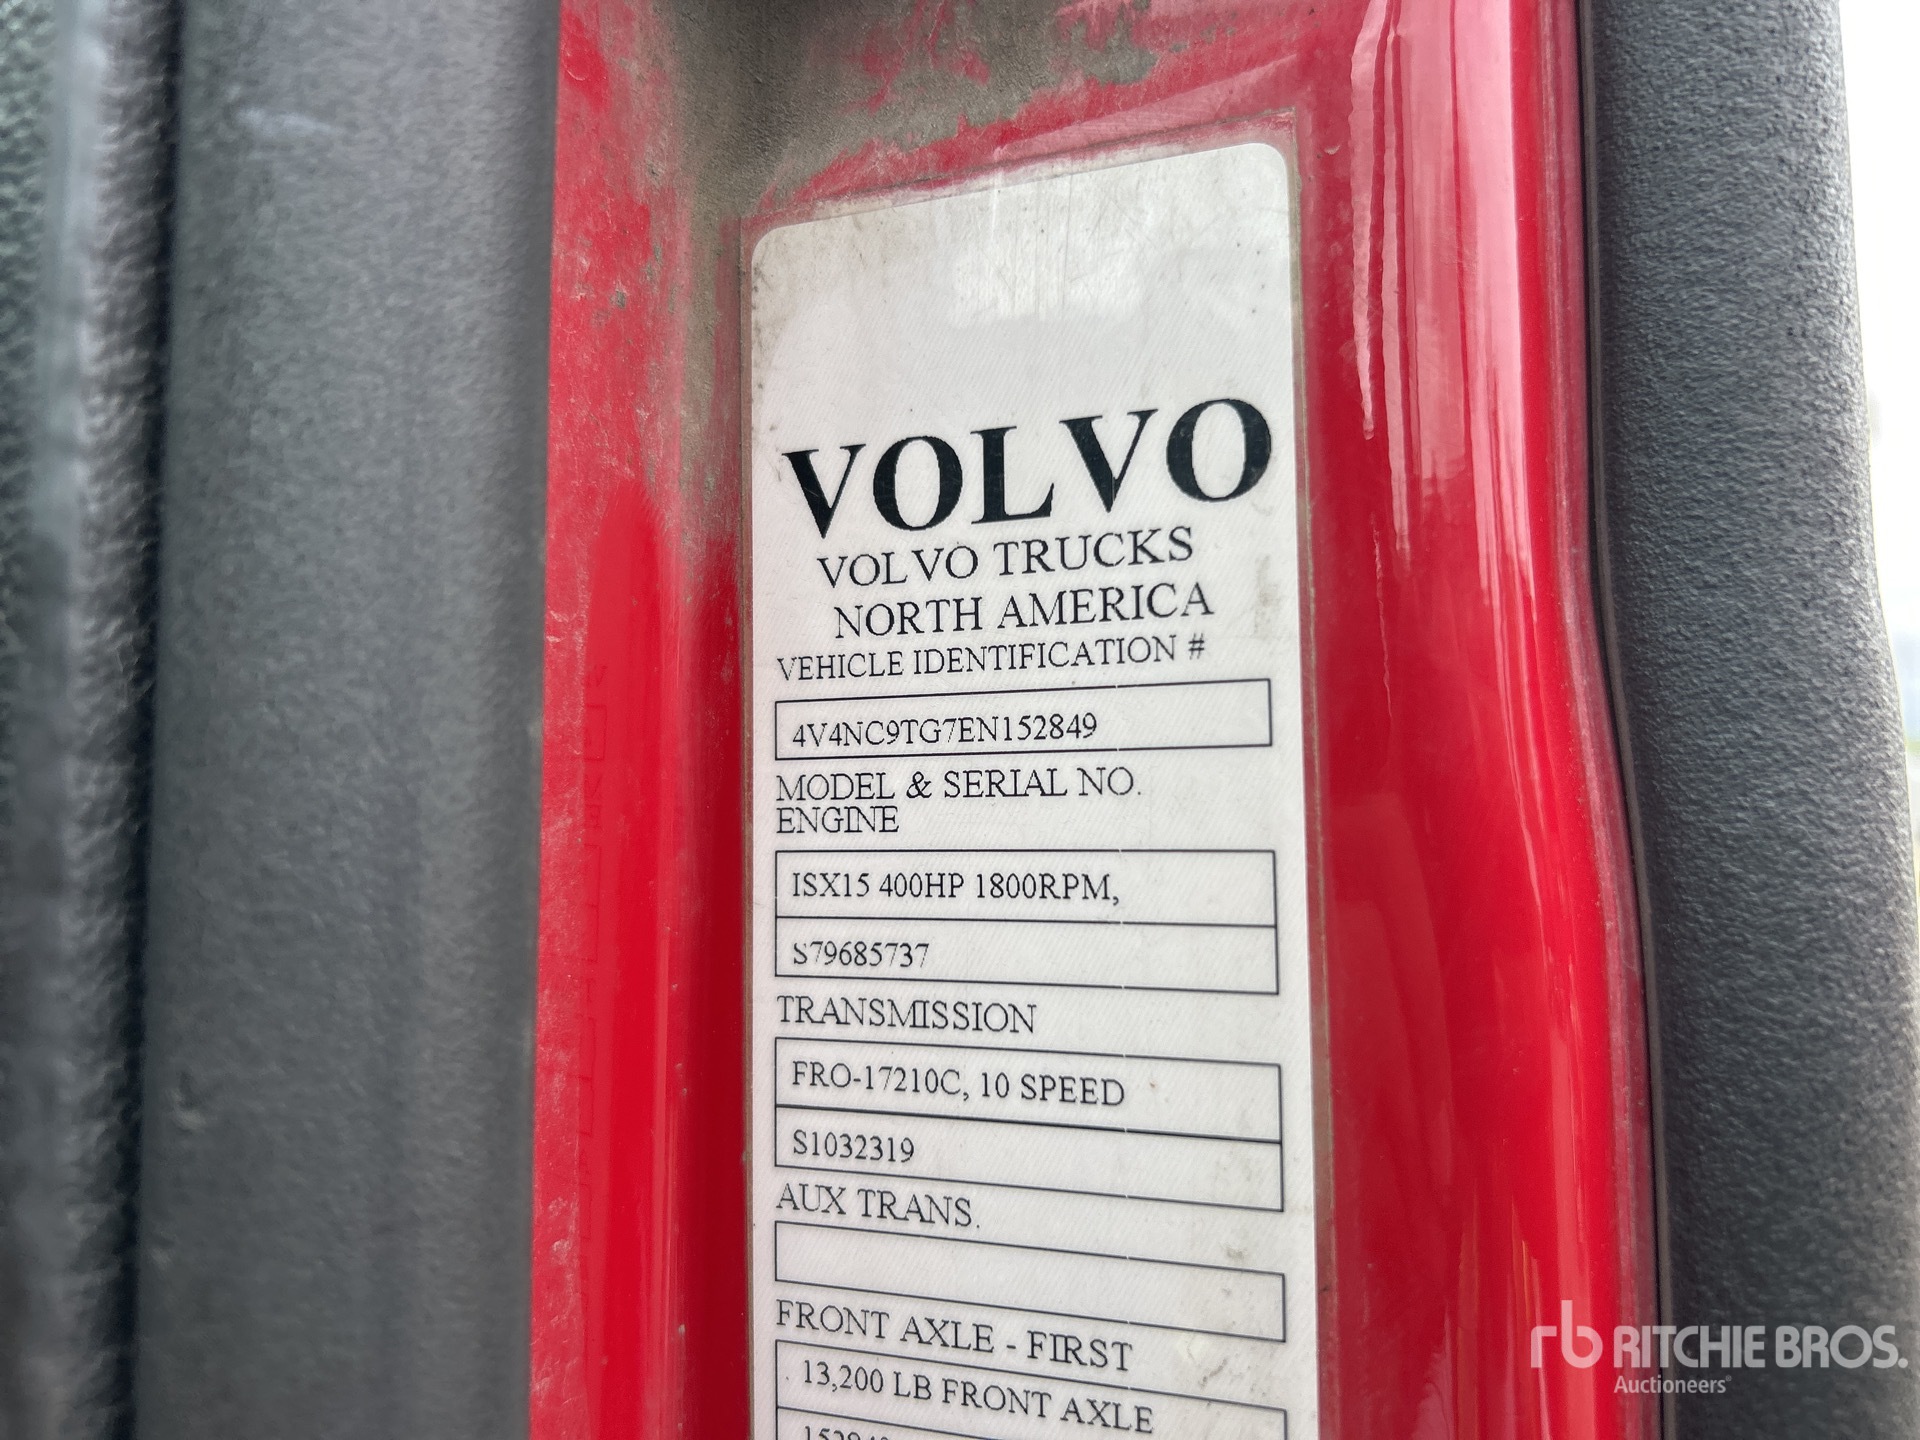 VOLVO
VOLVO TRUCKS
NORTH AMERICA
VEHICLE IDENTIFICATION #
4V4NC9TG7EN152849
MODEL & SERIAL NO.
ENGINE
ISX15 400HP 1800RPM,
S79685737
TRANSMISSION
FRO-17210C, 10 SPEED
S1032319
AUX TRANS.
FRONT AXLE - FIRST
13,200 LB FRONT AXLE
rb RITCHIE BROS.
Auctioneers